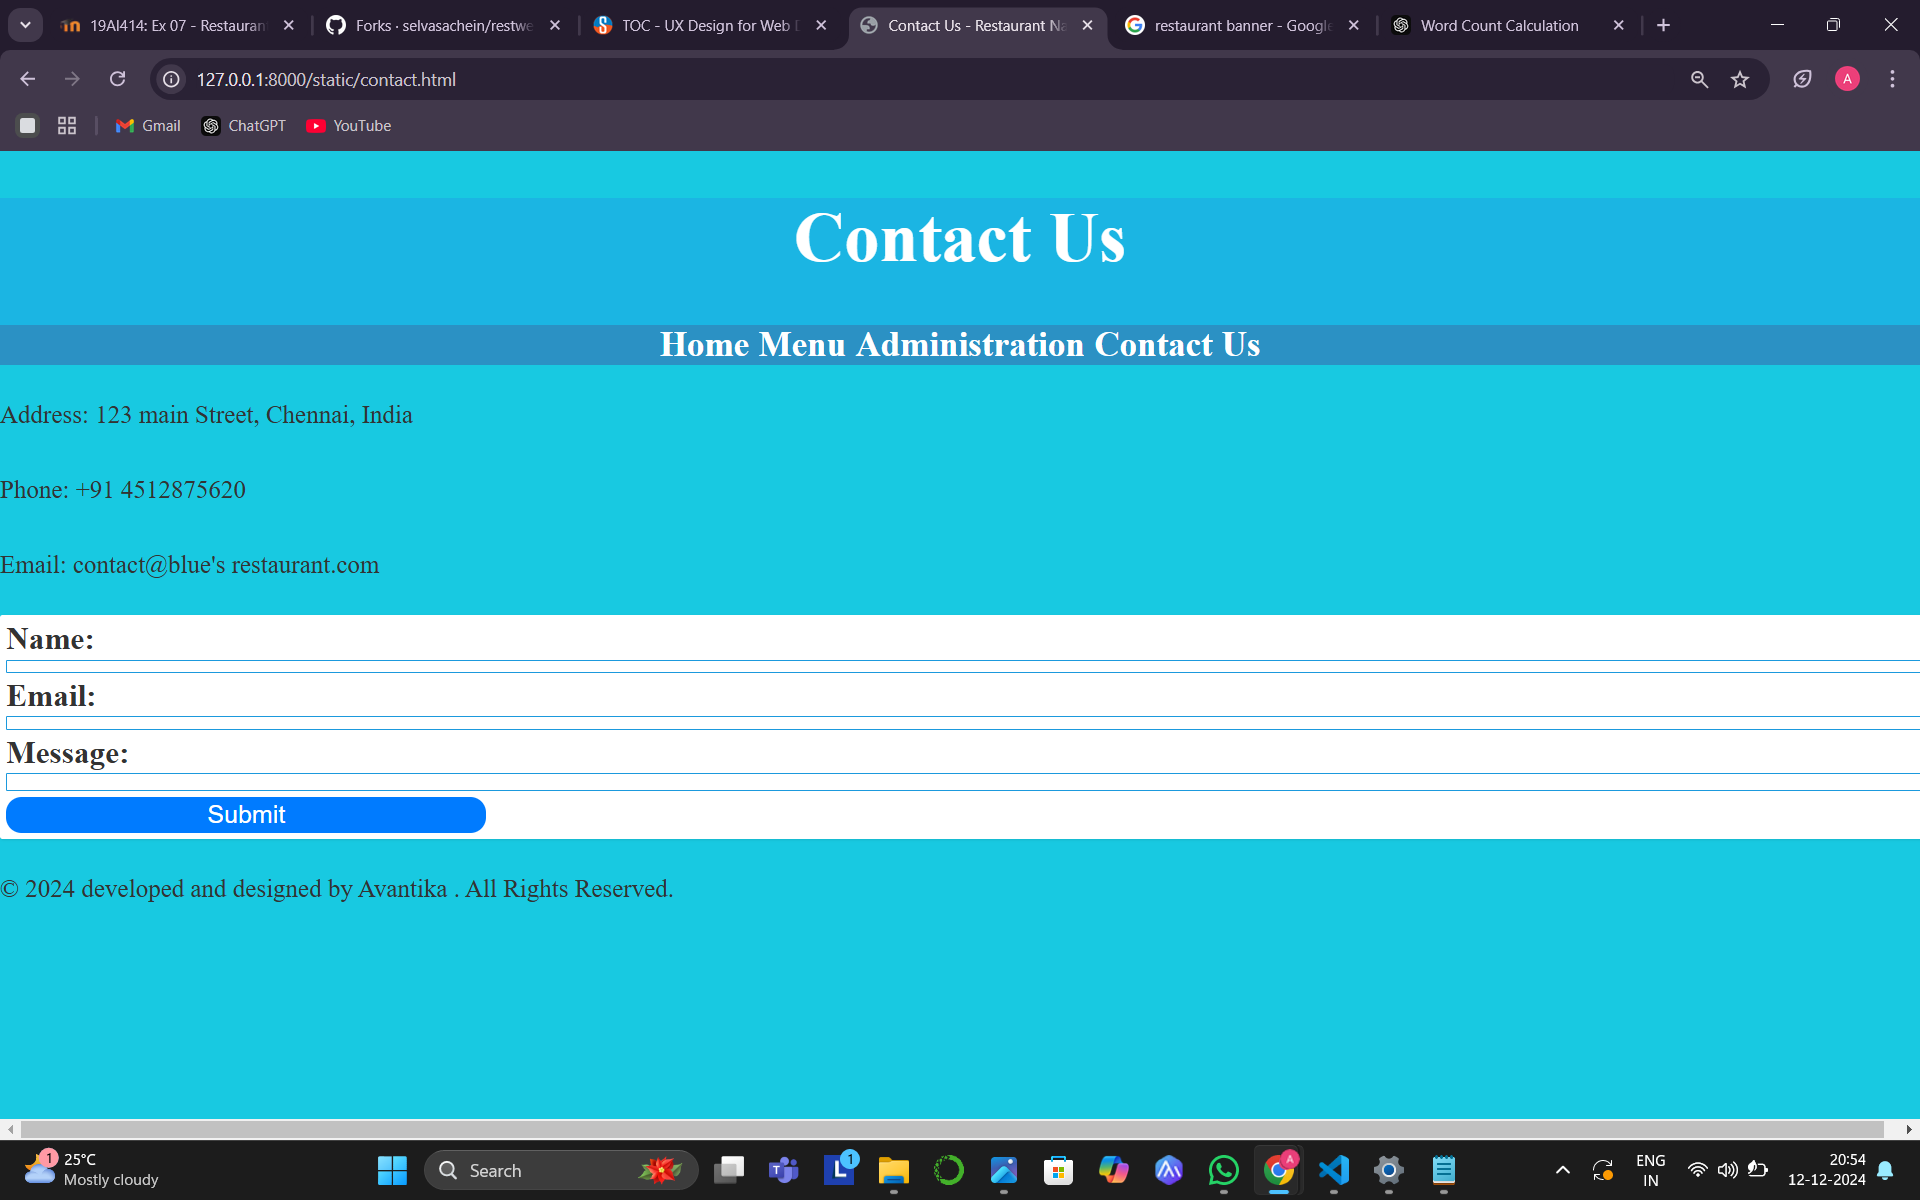 19AI414: Ex 07 - Restauran
Forks · selvasachein/restwe
TOC - UX Design for Web D
Contact Us - Restaurant Na
restaurant banner - Google
Word Count Calculation
127.0.0.1:8000/static/contact.html
A
Gmail
ChatGPT
YouTube
Contact Us
Home Menu Administration Contact Us
Address: 123 main Street, Chennai, India
Phone: +91 4512875620
Email: contact@blue's restaurant.com
Name:
Email:
Message:
Submit
© 2024 developed and designed by Avantika . All Rights Reserved.
1
25°C
Mostly cloudy
Search
T
L
1
A
ENG
IN
20:54
12-12-2024